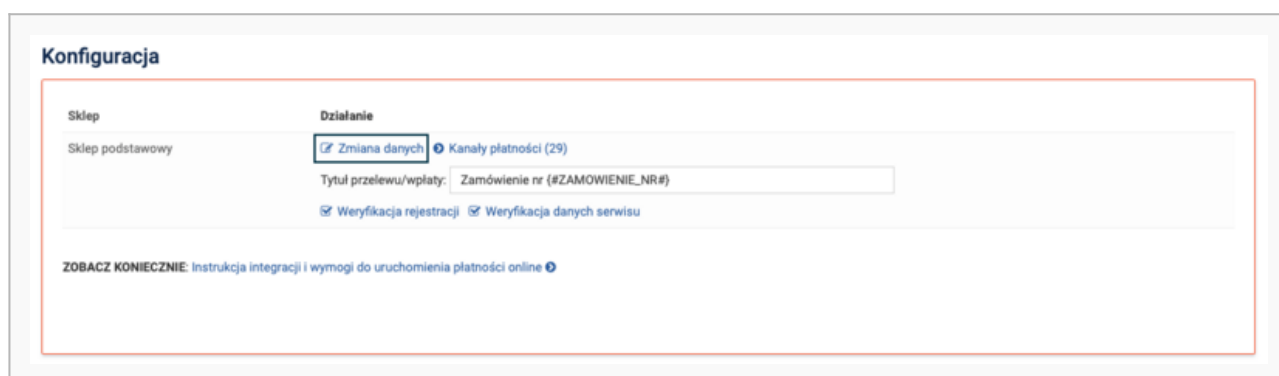 Konfiguracja
Sklep Działanie
Sklep podstawowy Zmiana danych Kanały płatności (29)
Tytuł przelewu/wpłaty: Zamówienie nr {#ZAMOWIENIE_NR#}
Weryfikacja rejestracji Weryfikacja danych serwisu
ZOBACZ KONIECZNIE: Instrukcja integracji i wymogi do uruchomienia płatności online